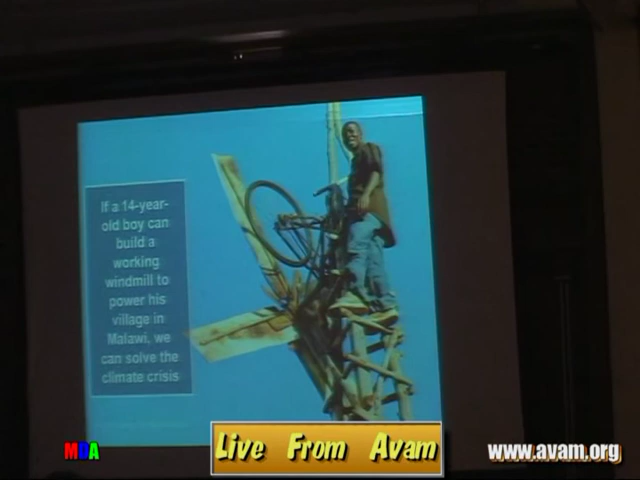 If a 14-year-
old boy can
build a
working
windmill to
power his
village in
Malawi, we
can solve the
climate crisis
MDA
Live From Avam
www.avam.org